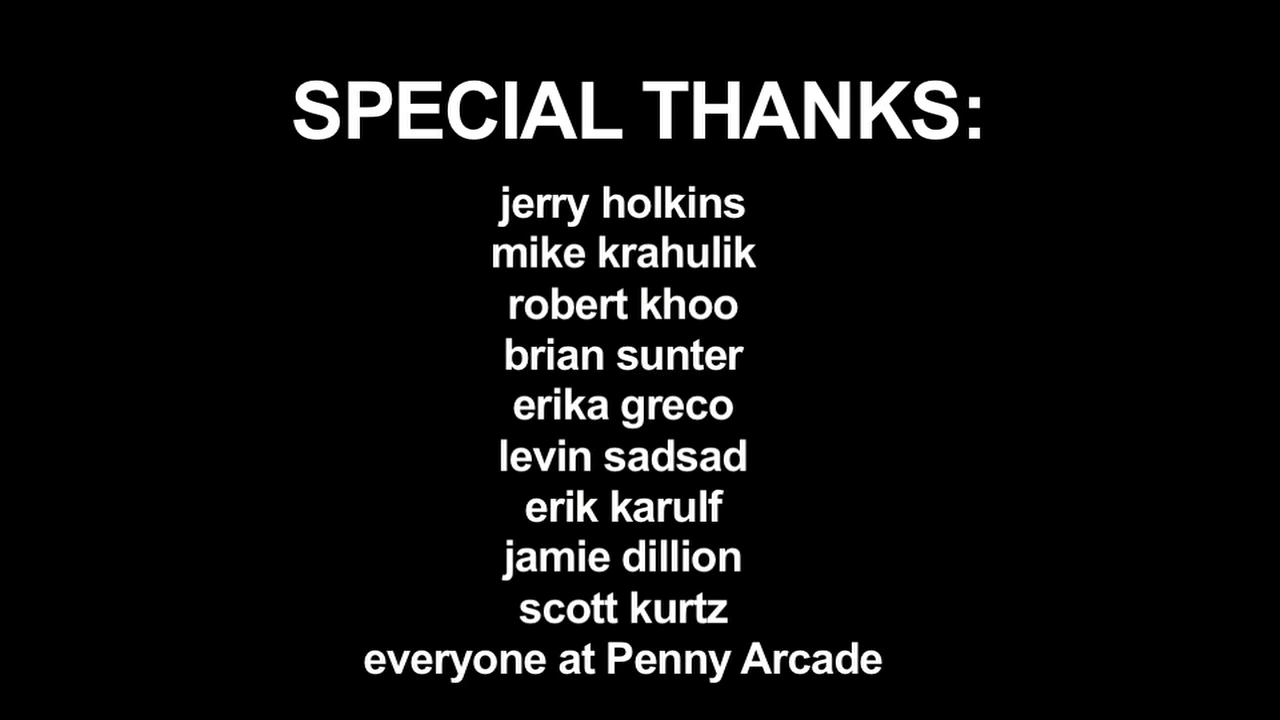 SPECIAL THANKS:
jerry holkins
mike krahulik
robert khoo
brian sunter
erika greco
levin sadsad
erik karulf
jamie dillion
scott kurtz
everyone at Penny Arcade